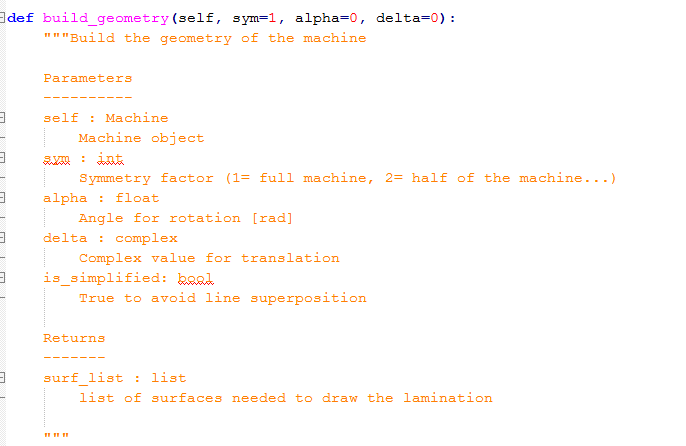 def build_geometry(self, sym=1, alpha=0, delta=0):
"""Build the geometry of the machine
Parameters
----------
self : Machine
Machine object
sym : int
Symmetry factor (1= full machine, 2= half of the machine...)
alpha : float
Angle for rotation [rad]
delta : complex
Complex value for translation
is_simplified: bool
True to avoid line superposition
Returns
-------
surf_list : list
list of surfaces needed to draw the lamination
"""